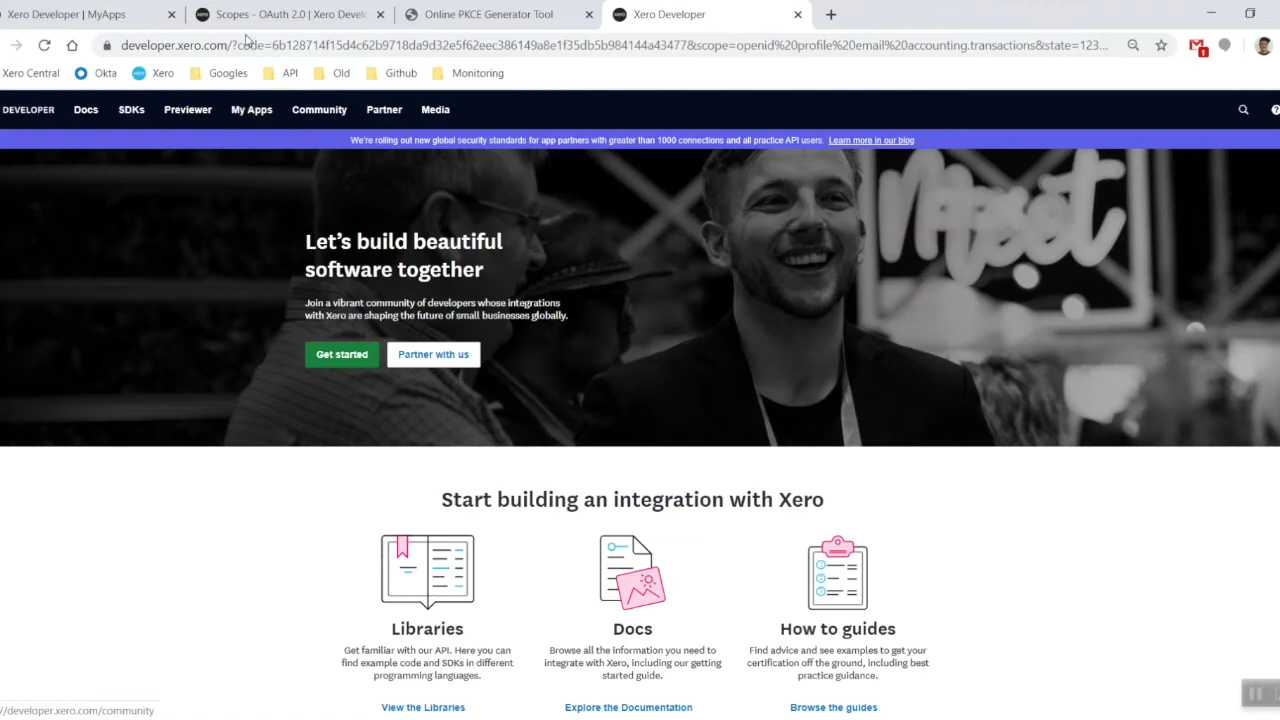 Xero Developer | MyApps
Scopes - OAuth 2.0 | Xero Develo
Online PKCE Generator Tool
Xero Developer
developer.xero.com/?code=6b128714f15d4c62b9718da9d32e5f62eec386149a8e1f35db5b984144a43477&scope=openid%20profile%20email%20accounting.transactions&state=123...
1
Xero Central
Okta
Xero
Googles
API
Old
Github
Monitoring
DEVELOPER
Docs
SDKs
Previewer
My Apps
Community
Partner
Media
We're rolling out new global security standards for app partners with greater than 1000 connections and all practice API users. Learn more in our blog
Meet
Let's build beautiful
software together
Join a vibrant community of developers whose integrations
with Xero are shaping the future of small businesses globally.
Get started
Partner with us
Start building an integration with Xero
Libraries
Get familiar with our API. Here you can
find example code and SDKs in different
programming languages.
View the Libraries
Docs
Browse all the information you need to
integrate with Xero, including our getting
started guide.
Explore the Documentation
How to guides
Find advice and see examples to get your
certification off the ground, including best
practice guidance.
Browse the guides
//developer.xero.com/community